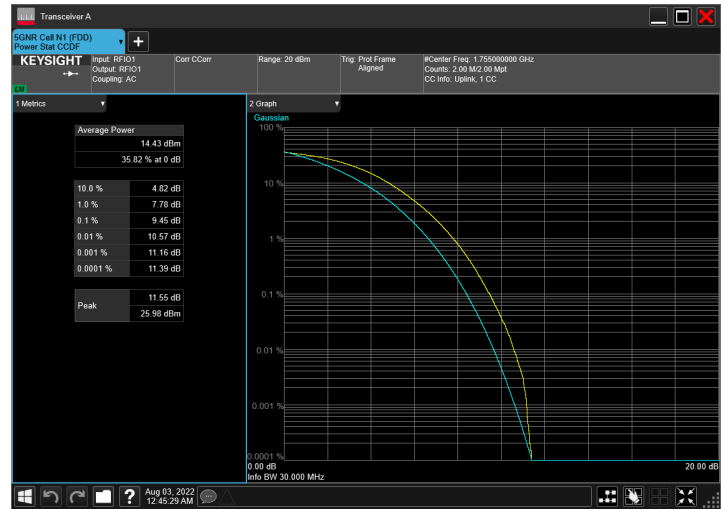 Transceiver A
5GNR Cell N1 (FDD)
Power Stat CCDF
KEYSIGHT
LXI
Input: RFIO1
Output: RFIO1
Coupling: AC
Corr CCorr
Range: 20 dBm
Trig: Prot Frame
Aligned
#Center Freq: 1.755000000 GHz
Counts: 2.00 M/2.00 Mpt
CC Info: Uplink, 1 CC
1 Metrics
Average Power
14.43 dBm
35.82 % at 0 dB
10.0 % 4.82 dB
1.0 % 7.78 dB
0.1 % 9.45 dB
0.01 % 10.57 dB
0.001 % 11.16 dB
0.0001 % 11.39 dB
Peak
11.55 dB
25.98 dBm
2 Graph
Gaussian
100 %
10 %
1 %
0.1 %
0.01 %
0.001 %
0.0001 %
0.00 dB 20.00 dB
Info BW 30.000 MHz
?
Aug 03, 2022
12:45:29 AM